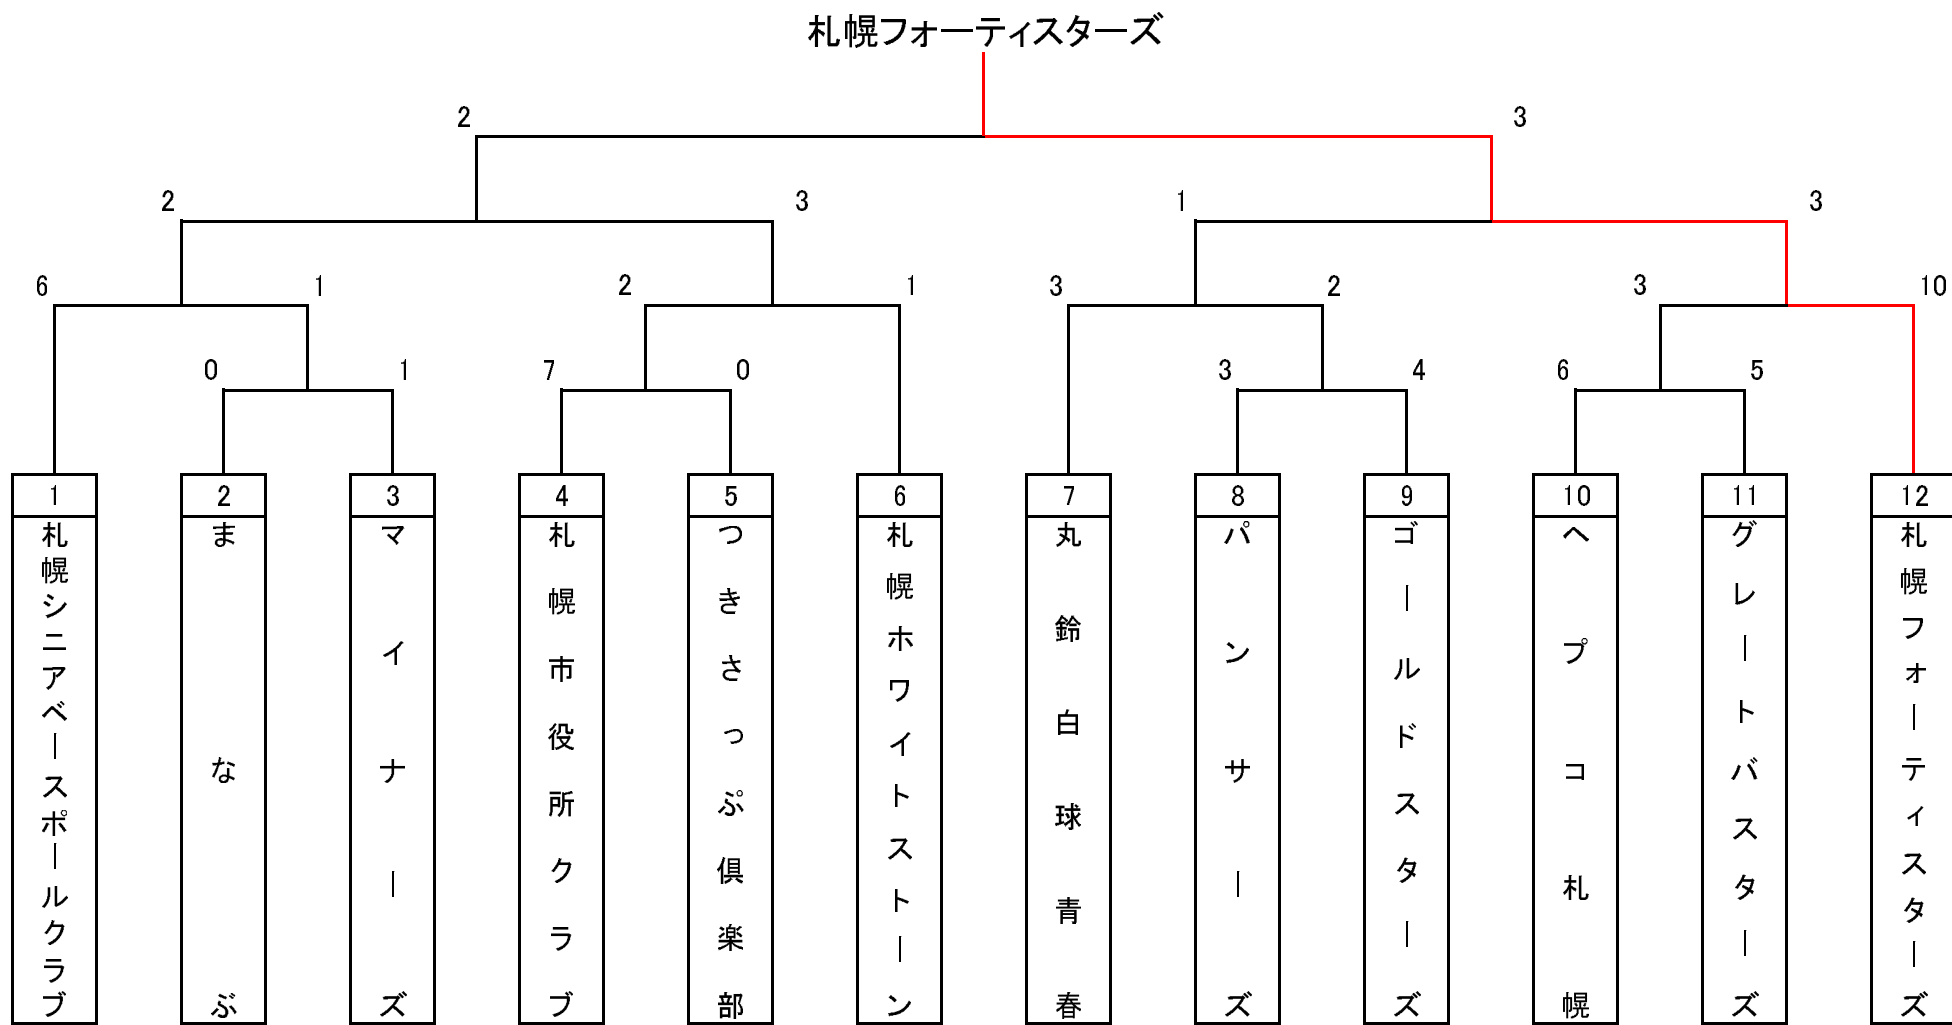 札幌フォーティスターズ
2 3
2 3 1 3
6 1 2 1 3 2 3 10
0 1 7 0 3 4 6 5
1 2 3 4 5 6 7 8 9 10 11 12
札幌シニアベースポールクラブ
まなぶ
マイナーズ
札幌市役所クラブ
つきさっぷ倶楽部
札幌ホワイトストーン
丸鈴白球青春
パンサーズ
ゴールドスターズ
ヘプコ札幌
グレートバスターズ
札幌フォーティスターズ